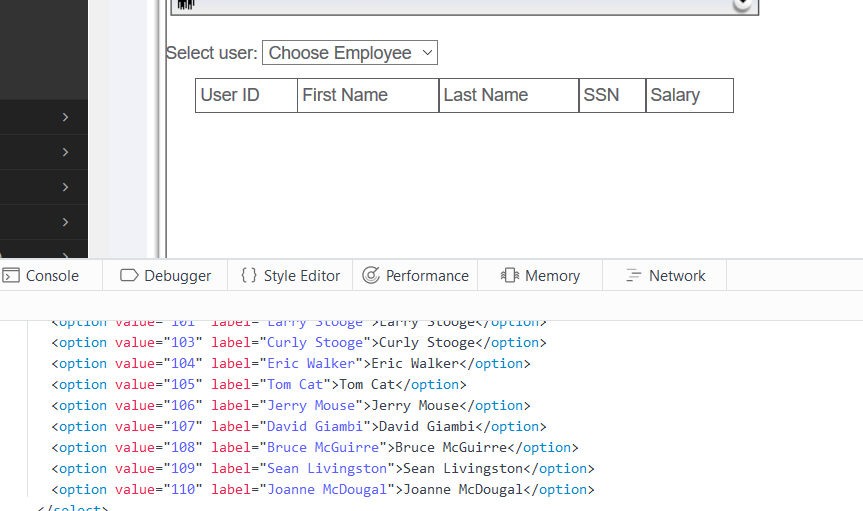 Select user: Choose Employee
User ID First Name Last Name SSN Salary
Console Debugger {} Style Editor Performance Memory Network
<option value="101" label="Larry Stooge">Larry Stooge</option>
<option value="103" label="Curly Stooge">Curly Stooge</option>
<option value="104" label="Eric Walker">Eric Walker</option>
<option value="105" label="Tom Cat">Tom Cat</option>
<option value="106" label="Jerry Mouse">Jerry Mouse</option>
<option value="107" label="David Giambi">David Giambi</option>
<option value="108" label="Bruce McGuirre">Bruce McGuirre</option>
<option value="109" label="Sean Livingston">Sean Livingston</option>
<option value="110" label="Joanne McDougal">Joanne McDougal</option>
</select>